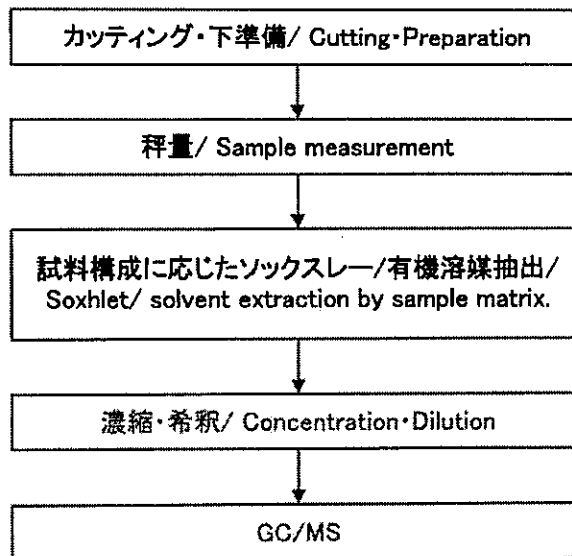 カッティング・下準備/ Cutting・Preparation
秤量/ Sample measurement
試料構成に応じたソックスレー/有機溶媒抽出/
Soxhlet/ solvent extraction by sample matrix.
濃縮・希釈/ Concentration・Dilution
GC/MS